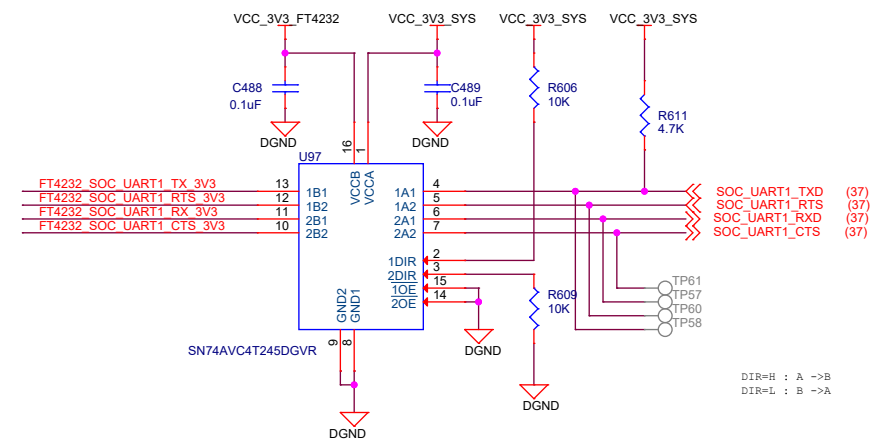 VCC_3V3_FT4232
VCC_3V3_SYS
VCC_3V3_SYS
VCC_3V3_SYS
C488
0.1uF
C489
0.1uF
R606
10K
R611
4.7K
DGND
DGND
16
1
U97
VCCB
VCCA
FT4232_SOC_UART1_TX_3V3
13
1B1
1A1
4
SOC_UART1_TXD
(37)
FT4232_SOC_UART1_RTS_3V3
12
1B2
1A2
5
SOC_UART1_RTS
(37)
FT4232_SOC_UART1_RX_3V3
11
2B1
2A1
6
SOC_UART1_RXD
(37)
FT4232_SOC_UART1_CTS_3V3
10
2B2
2A2
7
SOC_UART1_CTS
(37)
1DIR
2
2DIR
3
1OE
15
2OE
14
GND2
GND1
9
8
R609
10K
TP61
TP57
TP60
TP58
SN74AVC4T245DGVR
DGND
DGND
DGND
DIR=H : A ->B
DIR=L : B ->A